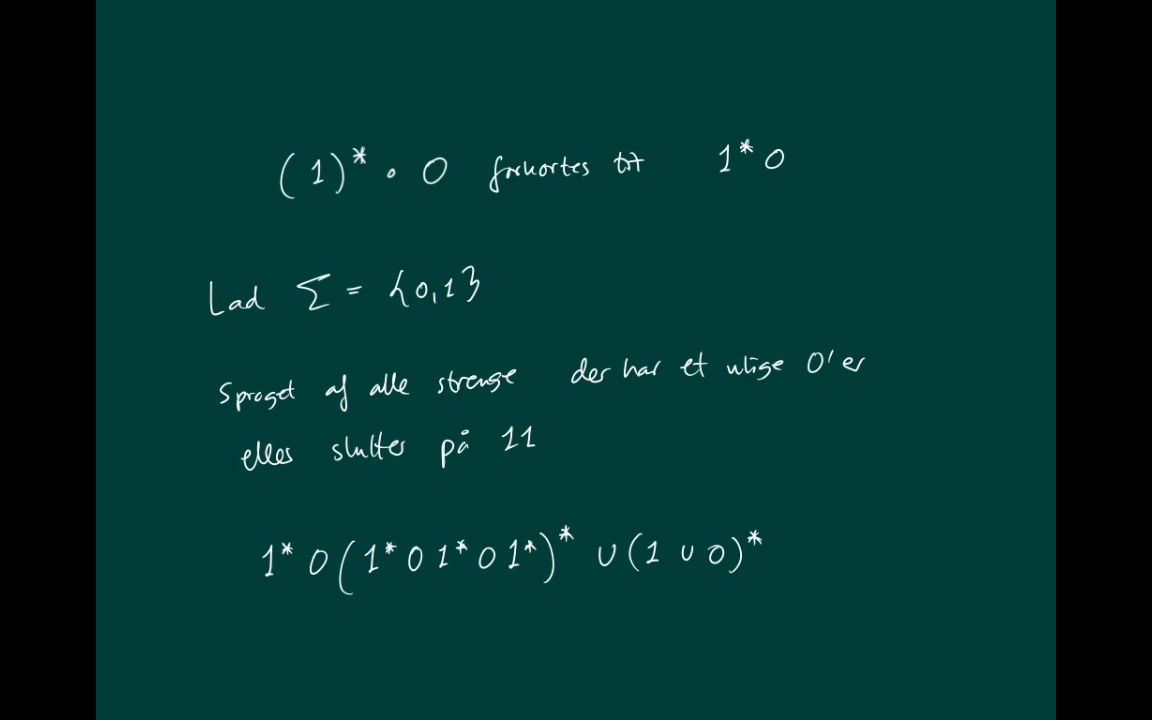 (1)* ∘ 0 forkortes til 1*0
Lad Σ = {0,1}
Sproget af alle strenge der har et ulige 0'er
elles slutter på 11
1*0(1*01*01*)* ∪ (1 ∪ 0)*